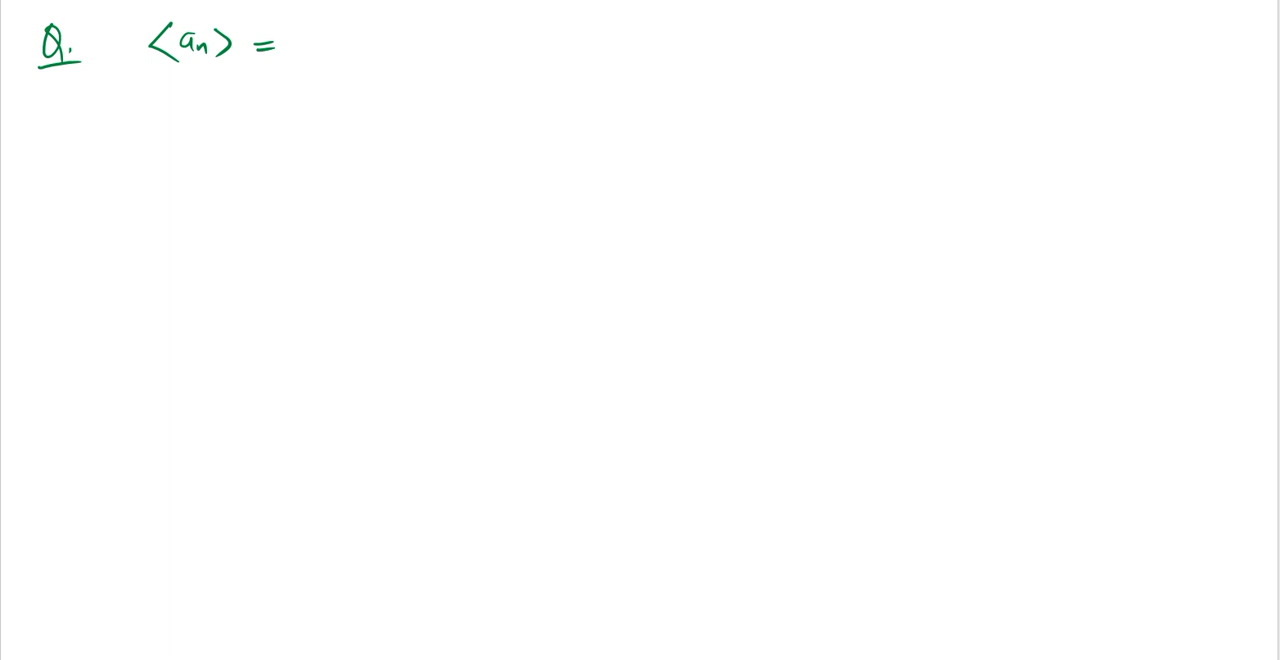 Q. <aₙ> =